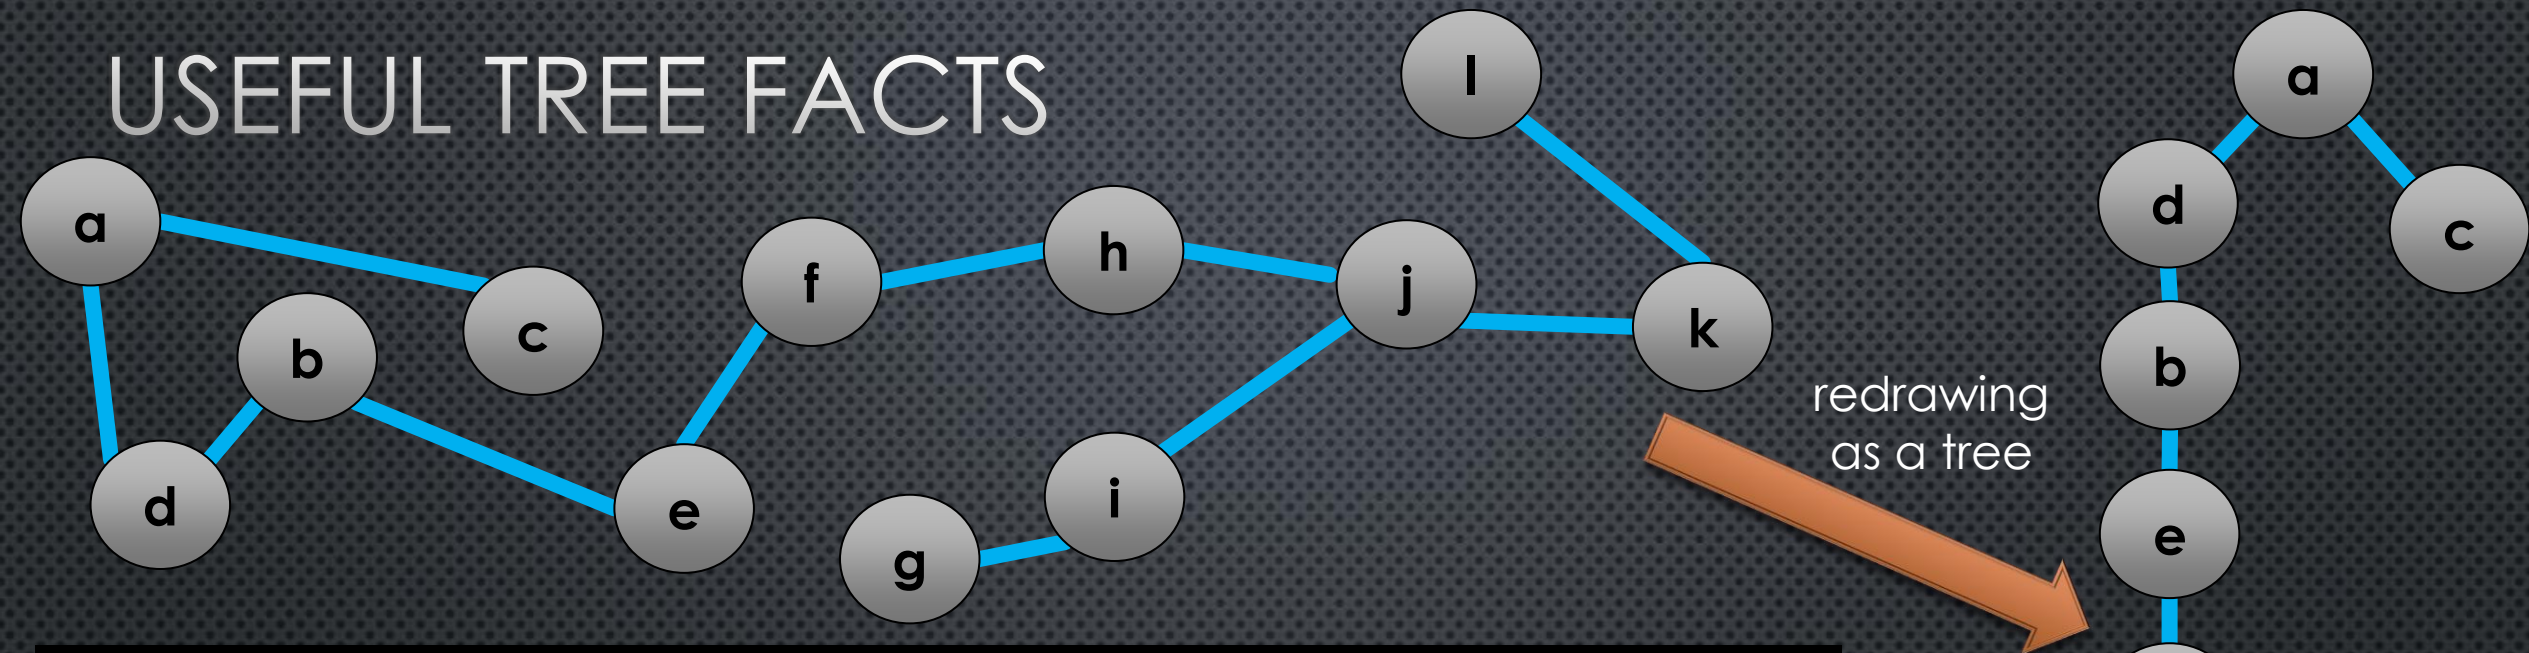 USEFUL TREE FACTS
l
a
a
d
c
f
h
j
k
b
c
b
redrawing
as a tree
d
e
g
i
e